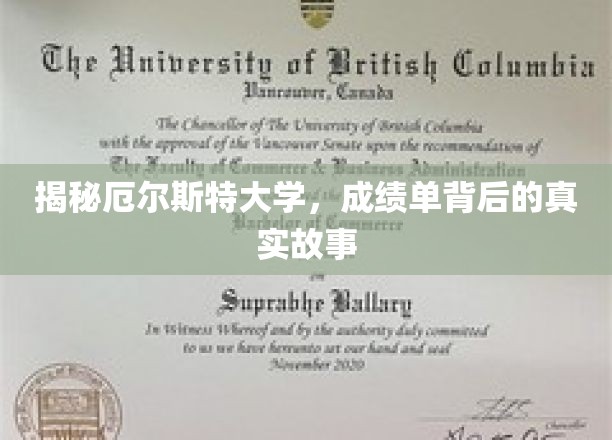 The University of British Columbia
Vancouver, Canada
The Chancellor of The University of British Columbia
with the approval of the Vancouver Senate upon the recommendation of
The Faculty of Commerce & Business Administration
揭秘厄尔斯特大学，成绩单背后的真
实故事
Bachelor of Commerce
on
Suprabhe Ballary
In Witness Whereof and by the authority duly committed
to us we have hereunto set our hand and seal
November 2020
Chancellor